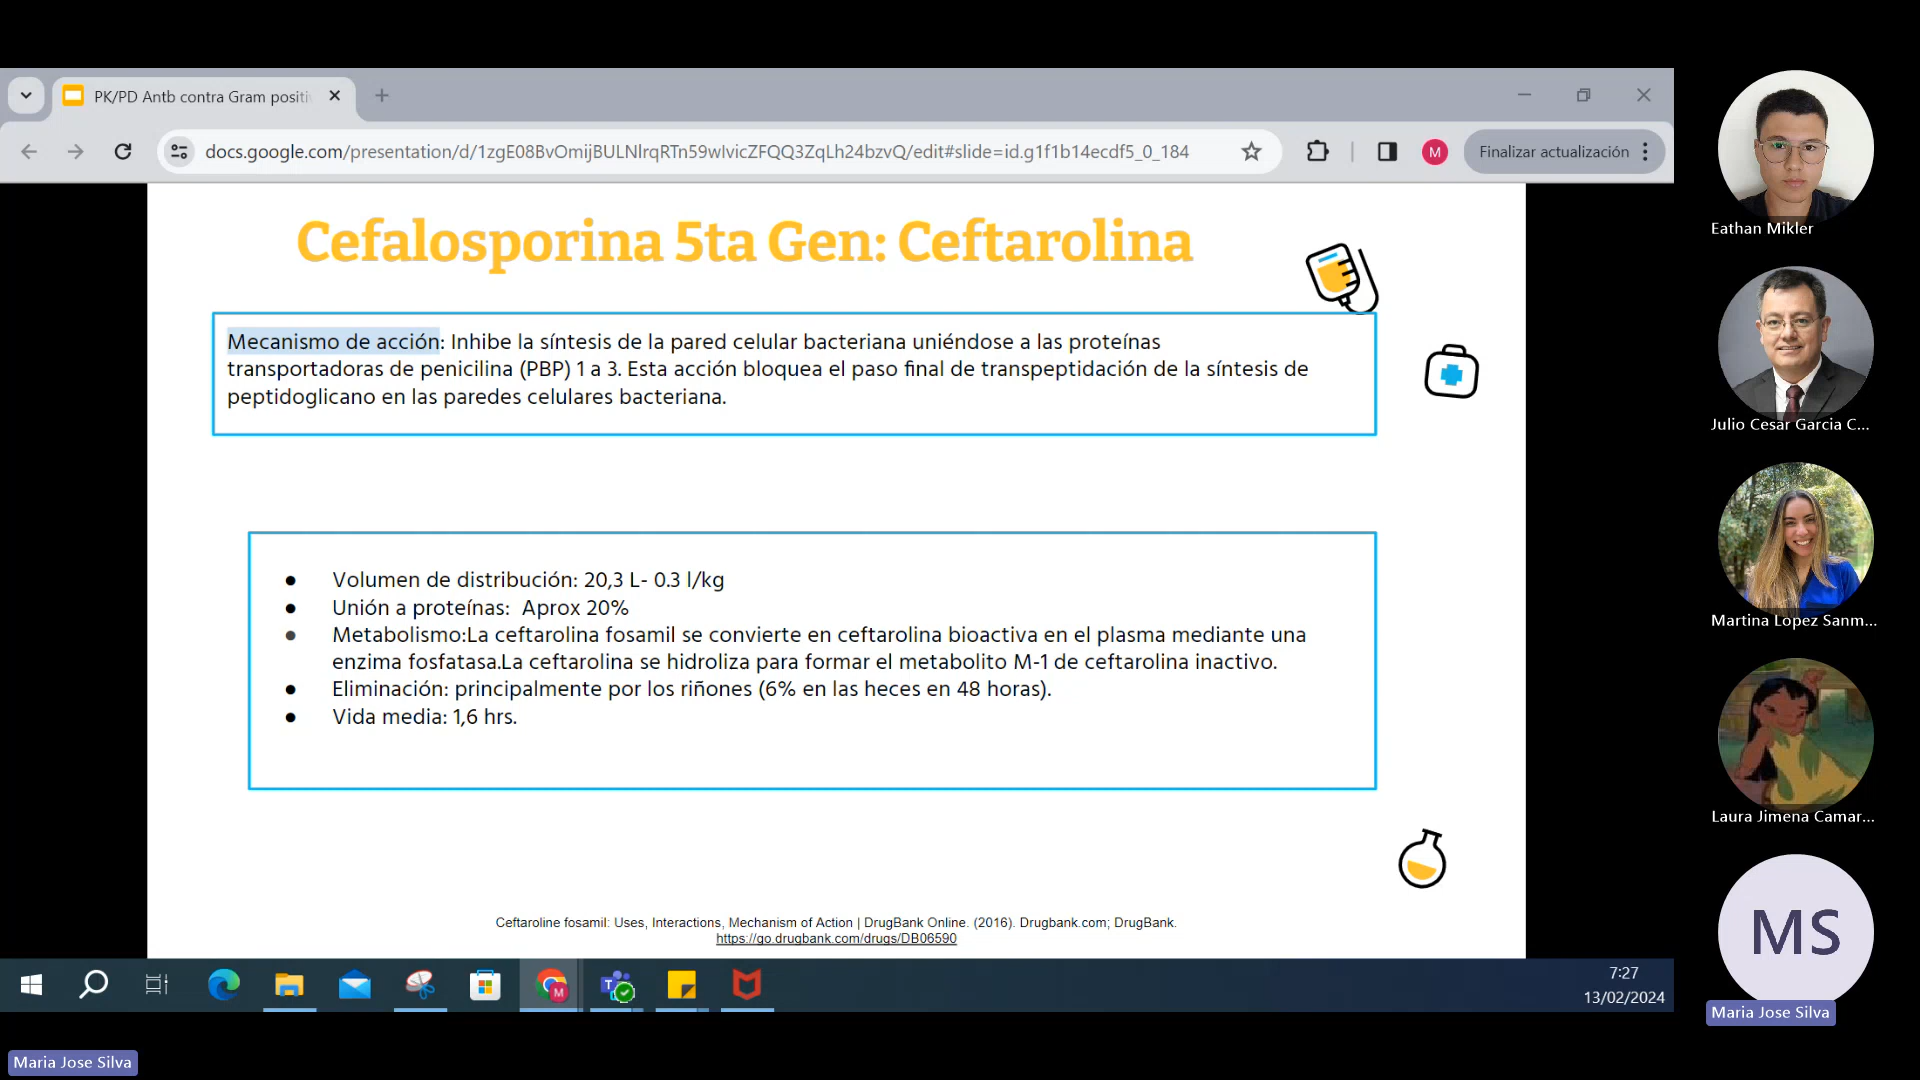 PK/PD Antb contra Gram positi
docs.google.com/presentation/d/1zgE08BvOmijBULNlrqRTn59wIvicZFQQ3ZqLh24bzvQ/edit#slide=id.g1f1b14ecdf5_0_184
M
Finalizar actualización
Cefalosporina 5ta Gen: Ceftarolina
Mecanismo de acción: Inhibe la síntesis de la pared celular bacteriana uniéndose a las proteínas
transportadoras de penicilina (PBP) 1 a 3. Esta acción bloquea el paso final de transpeptidación de la síntesis de
peptidoglicano en las paredes celulares bacteriana.
● Volumen de distribución: 20,3 L- 0.3 l/kg
● Unión a proteínas: Aprox 20%
● Metabolismo:La ceftarolina fosamil se convierte en ceftarolina bioactiva en el plasma mediante una
enzima fosfatasa.La ceftarolina se hidroliza para formar el metabolito M-1 de ceftarolina inactivo.
● Eliminación: principalmente por los riñones (6% en las heces en 48 horas).
● Vida media: 1,6 hrs.
Ceftaroline fosamil: Uses, Interactions, Mechanism of Action | DrugBank Online. (2016). Drugbank.com; DrugBank.
https://go.drugbank.com/drugs/DB06590
M
T
7:27
13/02/2024
Maria Jose Silva
Eathan Mikler
Julio Cesar Garcia C...
Martina Lopez Sanm...
Laura Jimena Camar...
MS
Maria Jose Silva